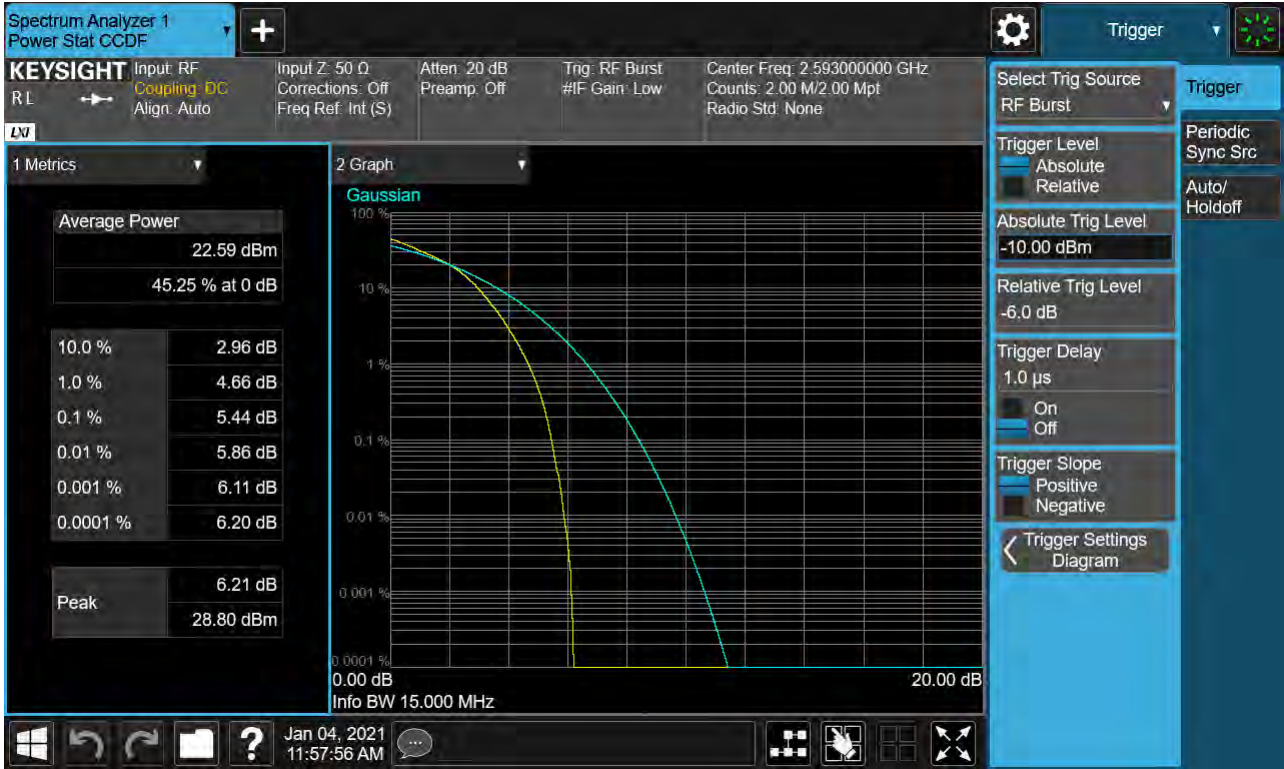 Spectrum Analyzer 1
Power Stat CCDF
+
Trigger
KEYSIGHT
R L
LXI
Input: RF
Coupling: DC
Align: Auto
Input Z: 50 Ω
Corrections: Off
Freq Ref: Int (S)
Atten: 20 dB
Preamp: Off
Trig: RF Burst
#IF Gain: Low
Center Freq: 2.593000000 GHz
Counts: 2.00 M/2.00 Mpt
Radio Std: None
1 Metrics
Average Power
22.59 dBm
45.25 % at 0 dB
10.0 % 2.96 dB
1.0 % 4.66 dB
0.1 % 5.44 dB
0.01 % 5.86 dB
0.001 % 6.11 dB
0.0001 % 6.20 dB
Peak
6.21 dB
28.80 dBm
2 Graph
Gaussian
100 %
10 %
1 %
0.1 %
0.01 %
0.001 %
0.0001 %
0.00 dB 20.00 dB
Info BW 15.000 MHz
Select Trig Source
RF Burst
Trigger Level
Absolute
Relative
Absolute Trig Level
-10.00 dBm
Relative Trig Level
-6.0 dB
Trigger Delay
1.0 µs
On
Off
Trigger Slope
Positive
Negative
Trigger Settings
Diagram
Trigger
Periodic
Sync Src
Auto/
Holdoff
?
Jan 04, 2021
11:57:56 AM